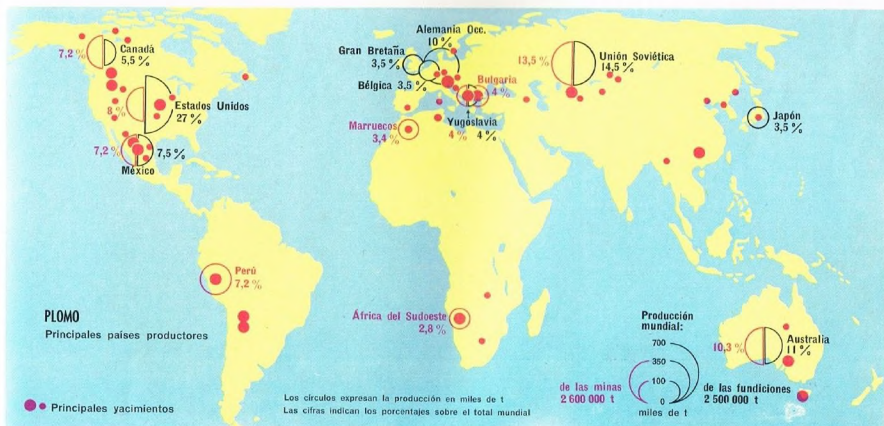 7,2 %
Canadá
5,5 %
8 %
Estados Unidos
27 %
7,2 %
7,5 %
México
Alemania Occ.
10 %
Gran Bretaña
3,5 %
Bélgica 3,5 %
Bulgaria
4 %
Yugoslavia
4 % 4 %
Marruecos
3,4 %
13,5 %
Unión Soviética
14,5 %
Japón
3,5 %
Perú
7,2 %
África del Sudoeste
2,8 %
10,3 %
Australia
11 %
PLOMO
Principales países productores
Principales yacimientos
Los círculos expresan la producción en miles de t
Las cifras indican los porcentajes sobre el total mundial
Producción
mundial:
700
350
100
0
de las minas
2 600 000 t
de las fundiciones
2 500 000 t
miles de t